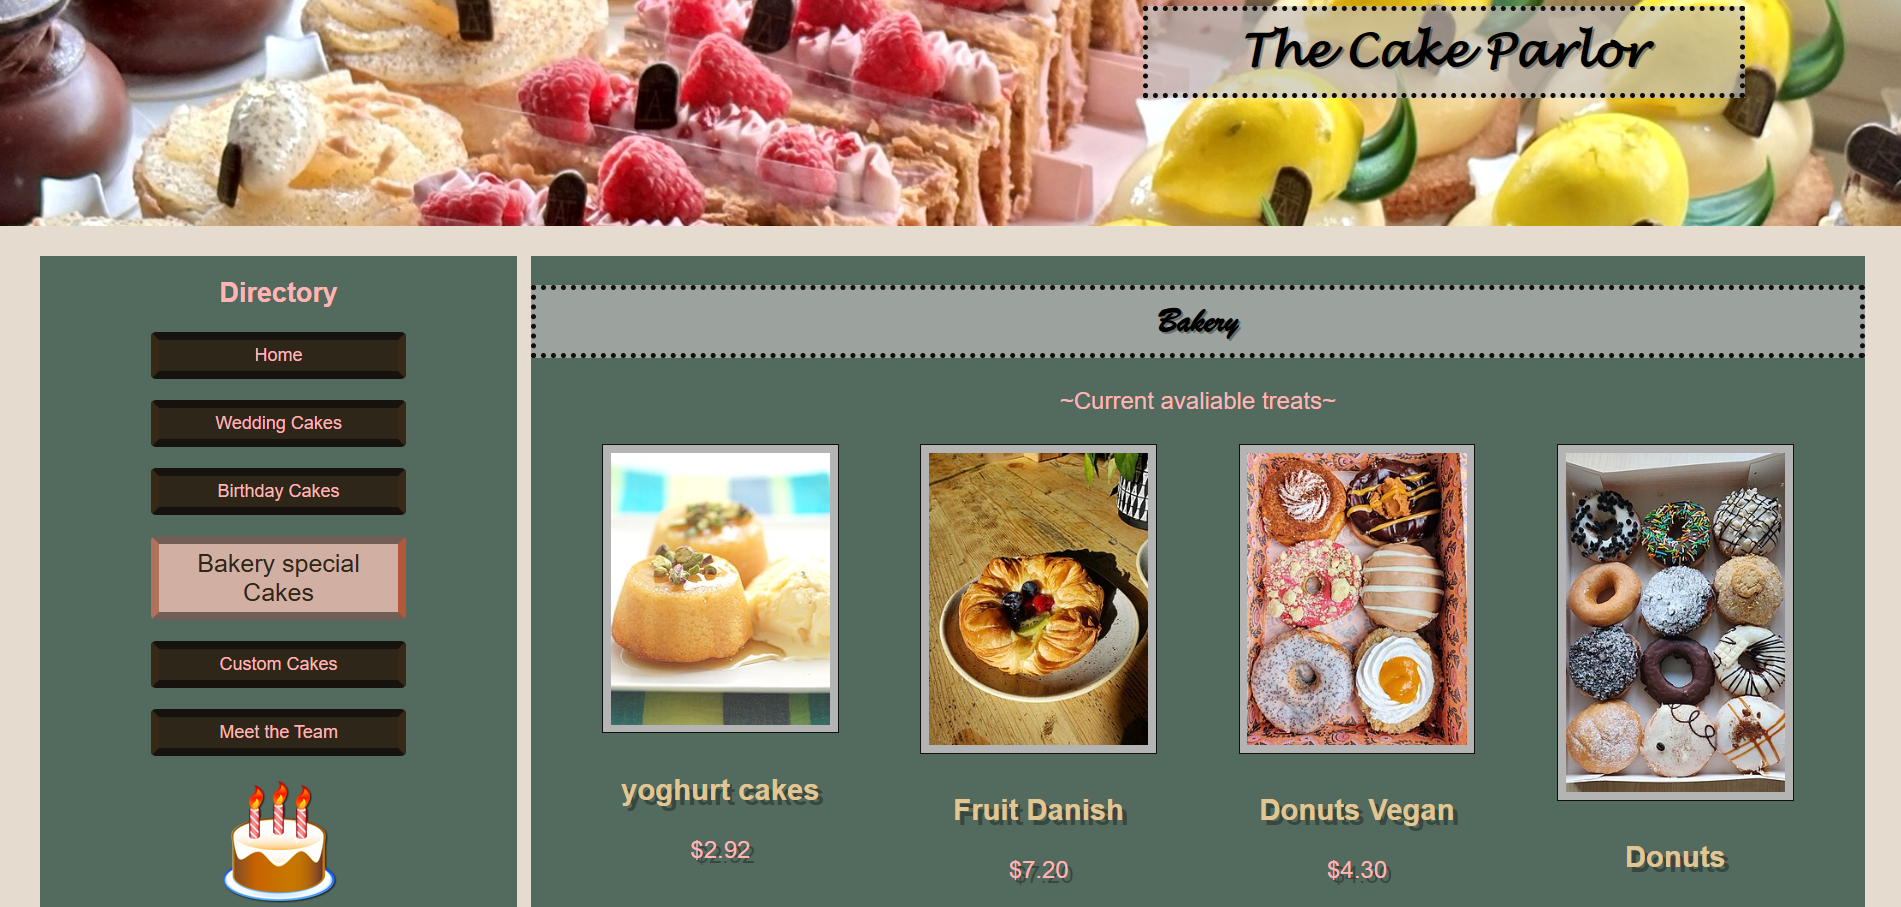 The Cake Parlor
Directory
Home
Wedding Cakes
Birthday Cakes
Bakery special
Cakes
Custom Cakes
Meet the Team
Bakery
~Current avaliable treats~
yoghurt cakes
$2.92
Fruit Danish
$7.20
Donuts Vegan
$4.30
Donuts